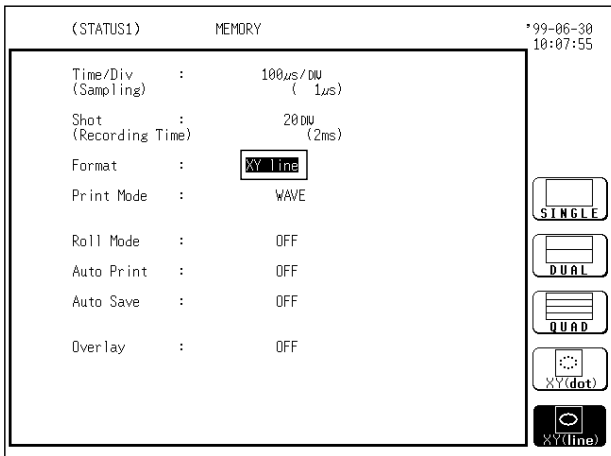 (STATUS1) MEMORY '99-06-30
10:07:55
Time/Div : 100µs/DIV
(Sampling) ( 1µs)
Shot : 20DIV
(Recording Time) (2ms)
Format : XY line
Print Mode : WAVE
Roll Mode : OFF
Auto Print : OFF
Auto Save : OFF
Overlay : OFF
SINGLE
DUAL
QUAD
XY(dot)
XY(line)